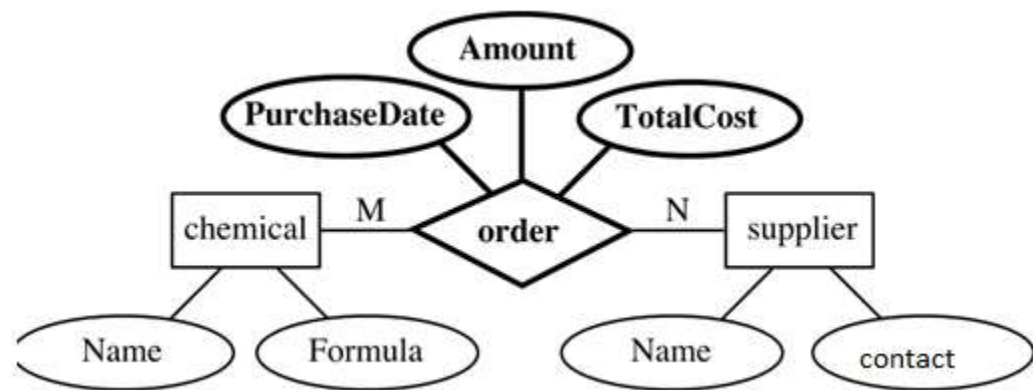 Amount
PurchaseDate
TotalCost
chemical
M
order
N
supplier
Name
Formula
Name
contact